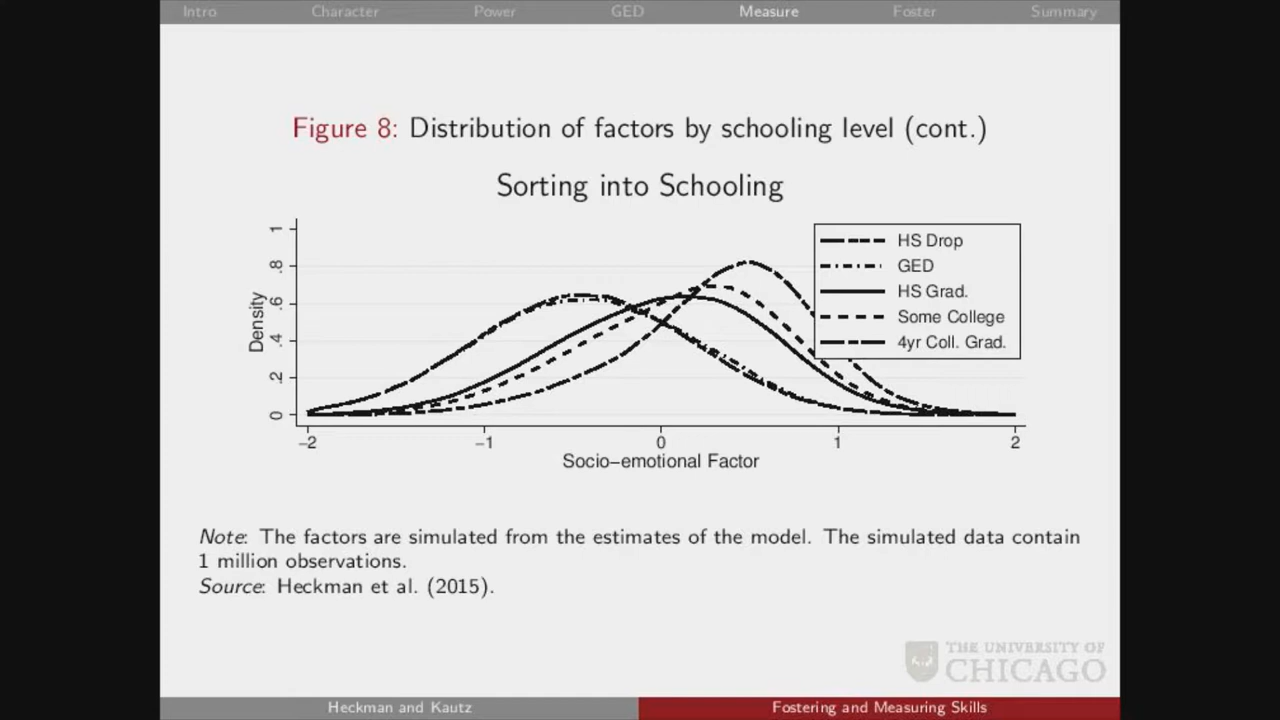 Intro Character Power GED Measure Foster Summary
Figure 8: Distribution of factors by schooling level (cont.)
Sorting into Schooling
HS Drop
GED
HS Grad.
Some College
4yr Coll. Grad.
Density
1
.8
.6
.4
.2
0
−2 −1 0 1 2
Socio−emotional Factor
Note: The factors are simulated from the estimates of the model. The simulated data contain
1 million observations.
Source: Heckman et al. (2015).
THE UNIVERSITY OF
CHICAGO
Heckman and Kautz Fostering and Measuring Skills